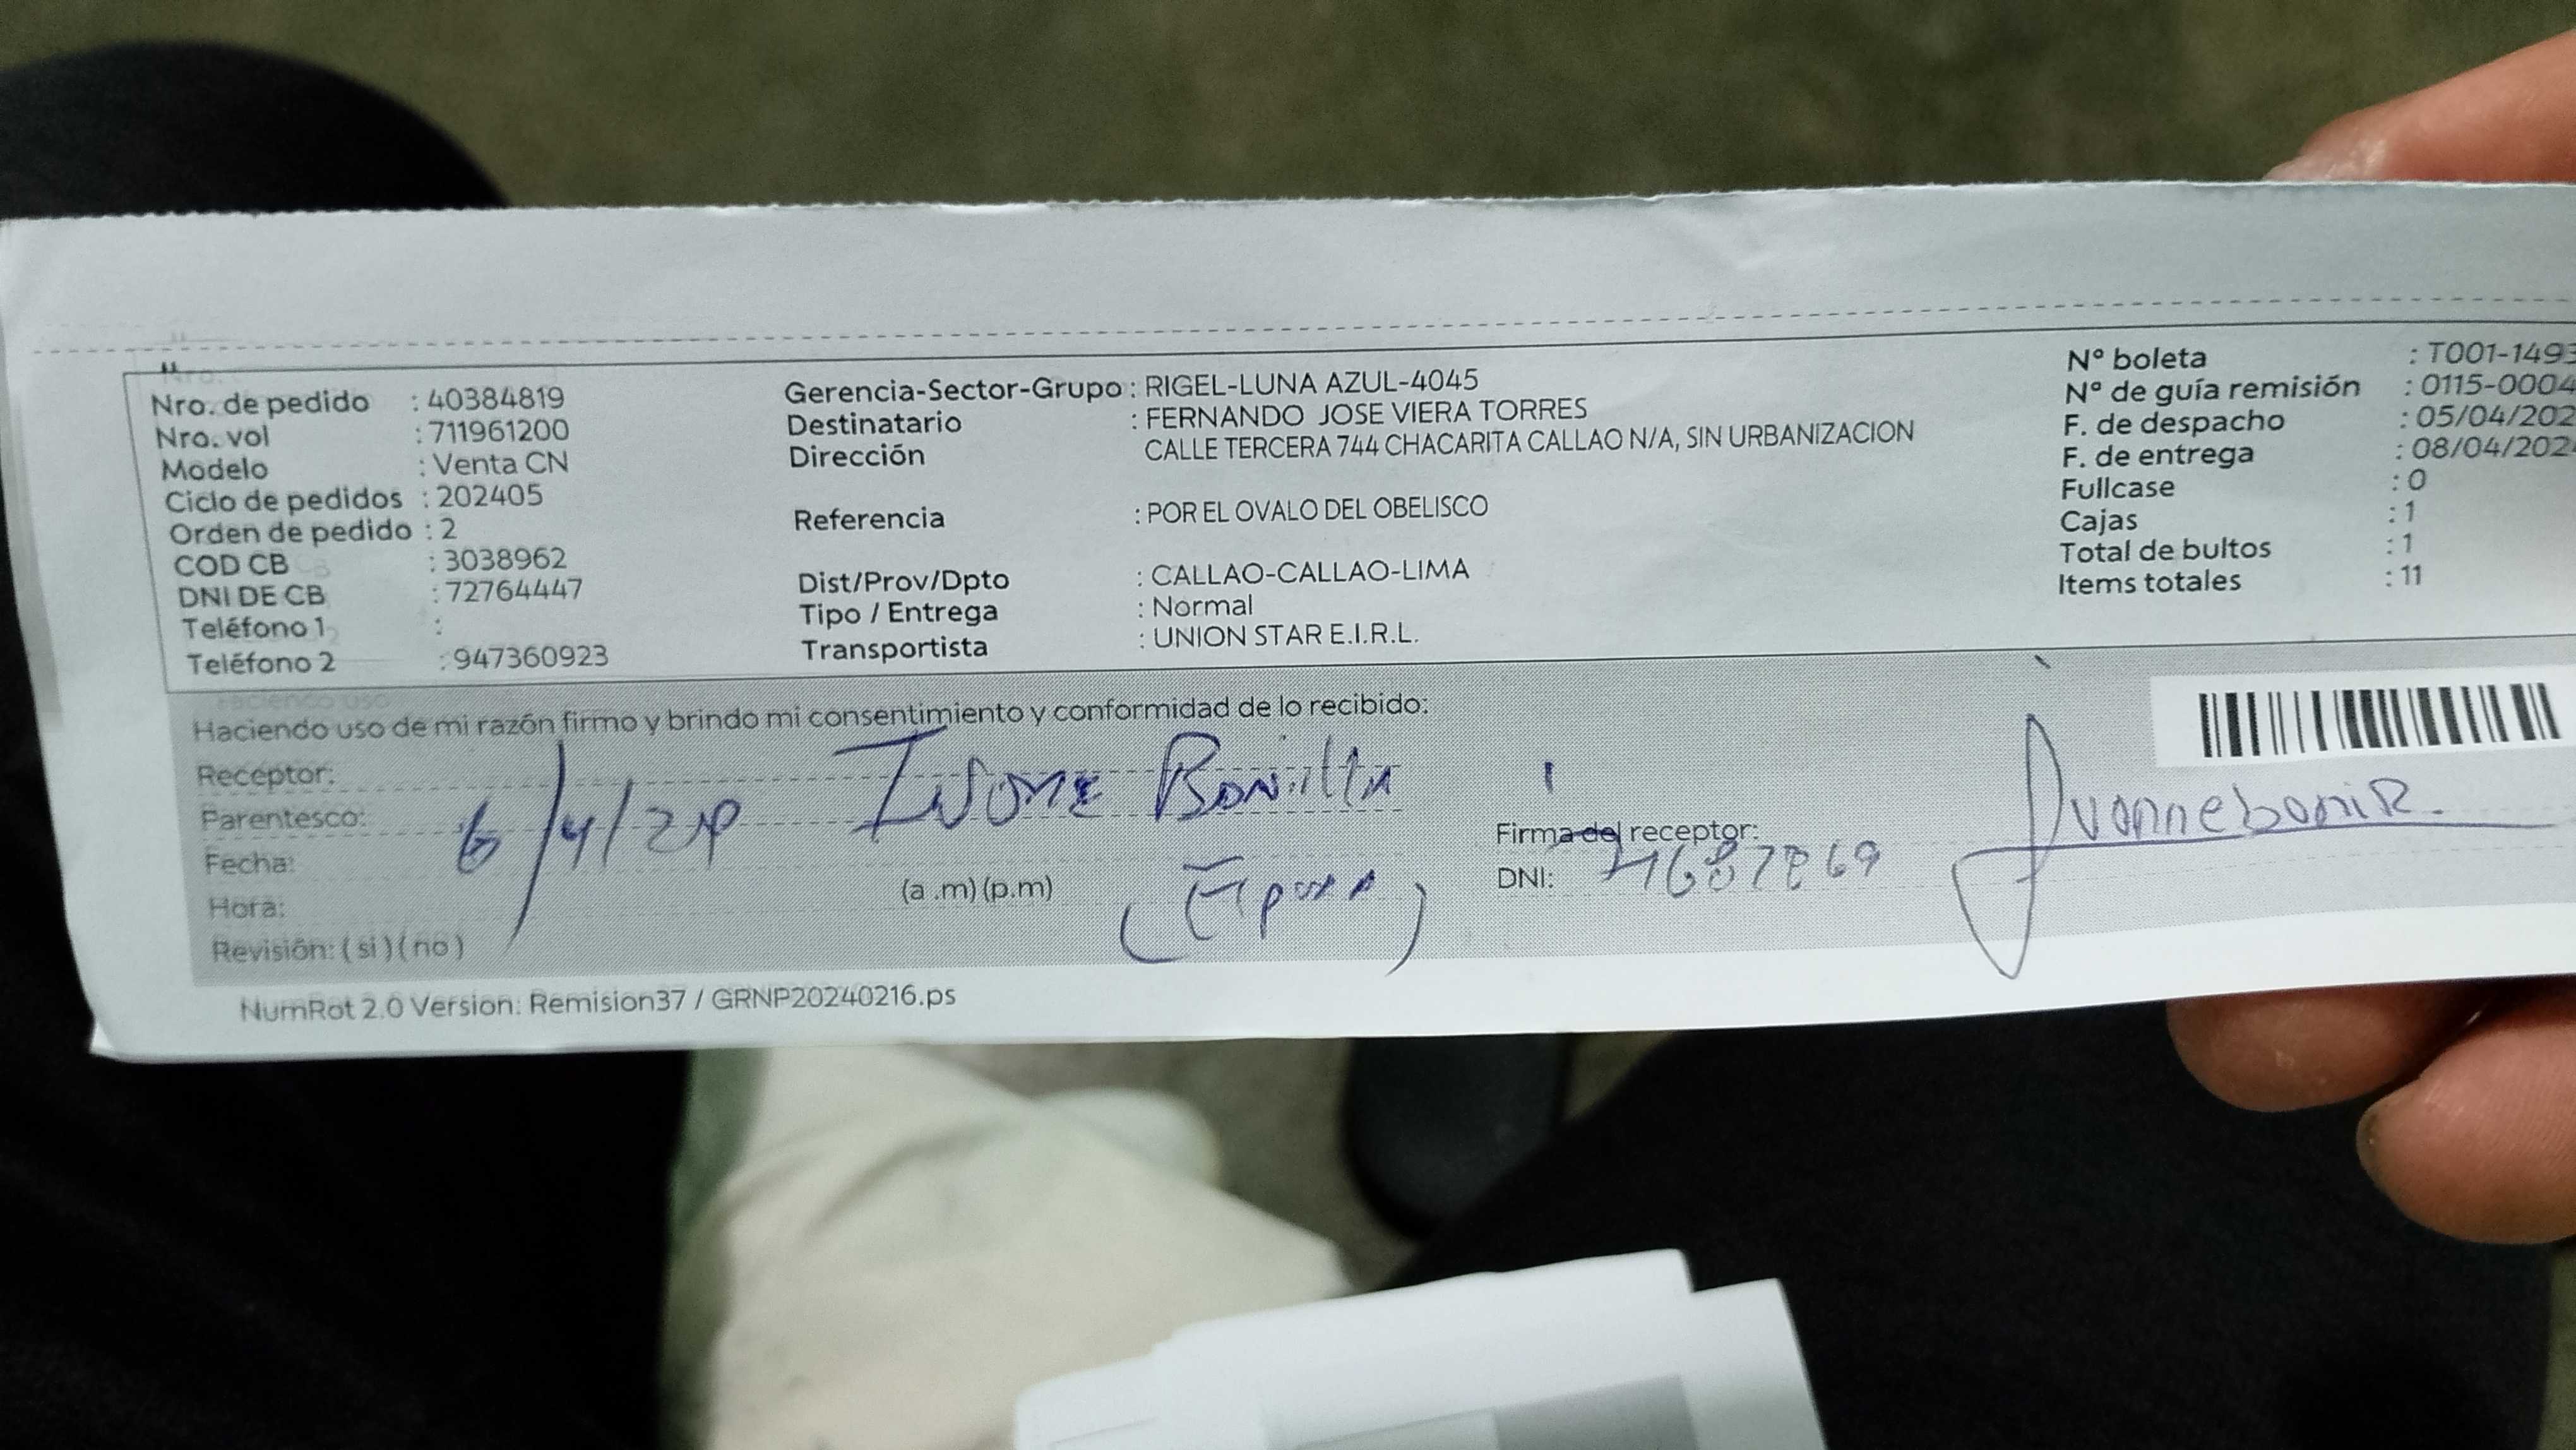 Nro. de pedido : 40384819
Nro. vol : 711961200
Modelo : Venta CN
Ciclo de pedidos : 202405
Orden de pedido : 2
COD CB : 3038962
DNI DE CB : 72764447
Teléfono 1 :
Teléfono 2 : 947360923
Gerencia-Sector-Grupo : RIGEL-LUNA AZUL-4045
Destinatario : FERNANDO JOSE VIERA TORRES
Dirección CALLE TERCERA 744 CHACARITA CALLAO N/A, SIN URBANIZACION
Referencia : POR EL OVALO DEL OBELISCO
Dist/Prov/Dpto : CALLAO-CALLAO-LIMA
Tipo / Entrega : Normal
Transportista : UNION STAR E.I.R.L.
N° boleta : T001-1493
N° de guía remisión : 0115-0004
F. de despacho : 05/04/202
F. de entrega : 08/04/202
Fullcase : 0
Cajas : 1
Total de bultos : 1
Items totales : 11
Haciendo uso de mi razón firmo y brindo mi consentimiento y conformidad de lo recibido:
Receptor: Ivone Bonilla
Parentesco:
Fecha: 6/4/24
Hora: (a .m) (p.m)
Revisión: ( si ) ( no )
(Esposa)
Firma del receptor: Ivonneboni R.
DNI:
NumRot 2.0 Version: Remision37 / GRNP20240216.ps